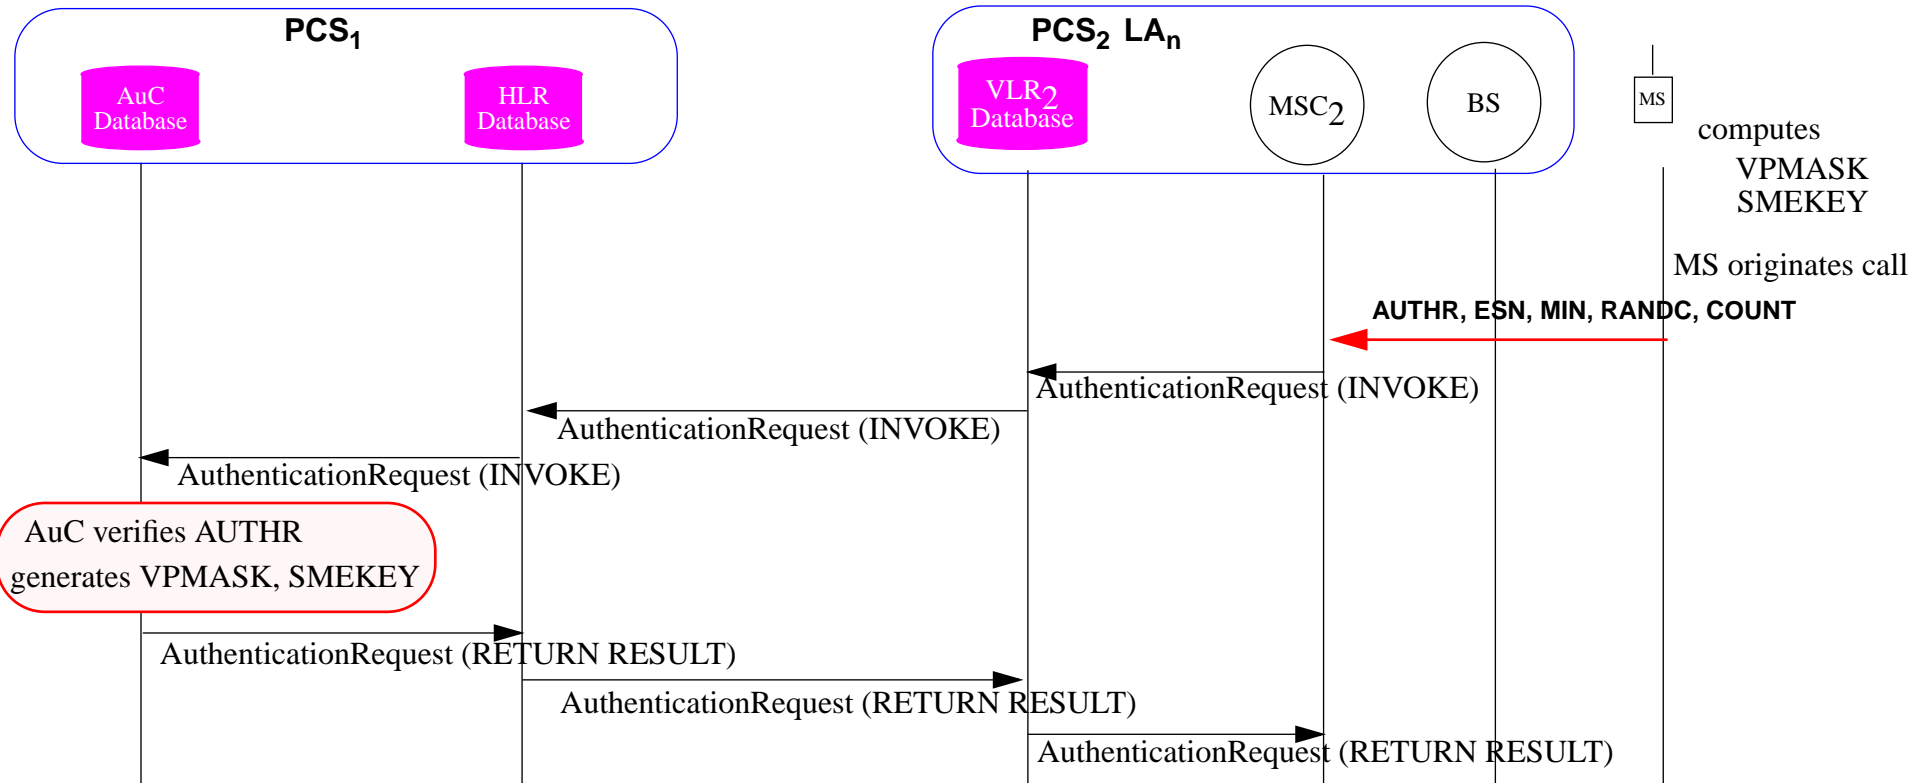 PCS1
PCS2 LAn
AuC
Database
HLR
Database
VLR2
Database
MSC2
BS
MS
computes
VPMASK
SMEKEY
MS originates call
AUTHR, ESN, MIN, RANDC, COUNT
AuthenticationRequest (INVOKE)
AuthenticationRequest (INVOKE)
AuthenticationRequest (INVOKE)
AuC verifies AUTHR
generates VPMASK, SMEKEY
AuthenticationRequest (RETURN RESULT)
AuthenticationRequest (RETURN RESULT)
AuthenticationRequest (RETURN RESULT)